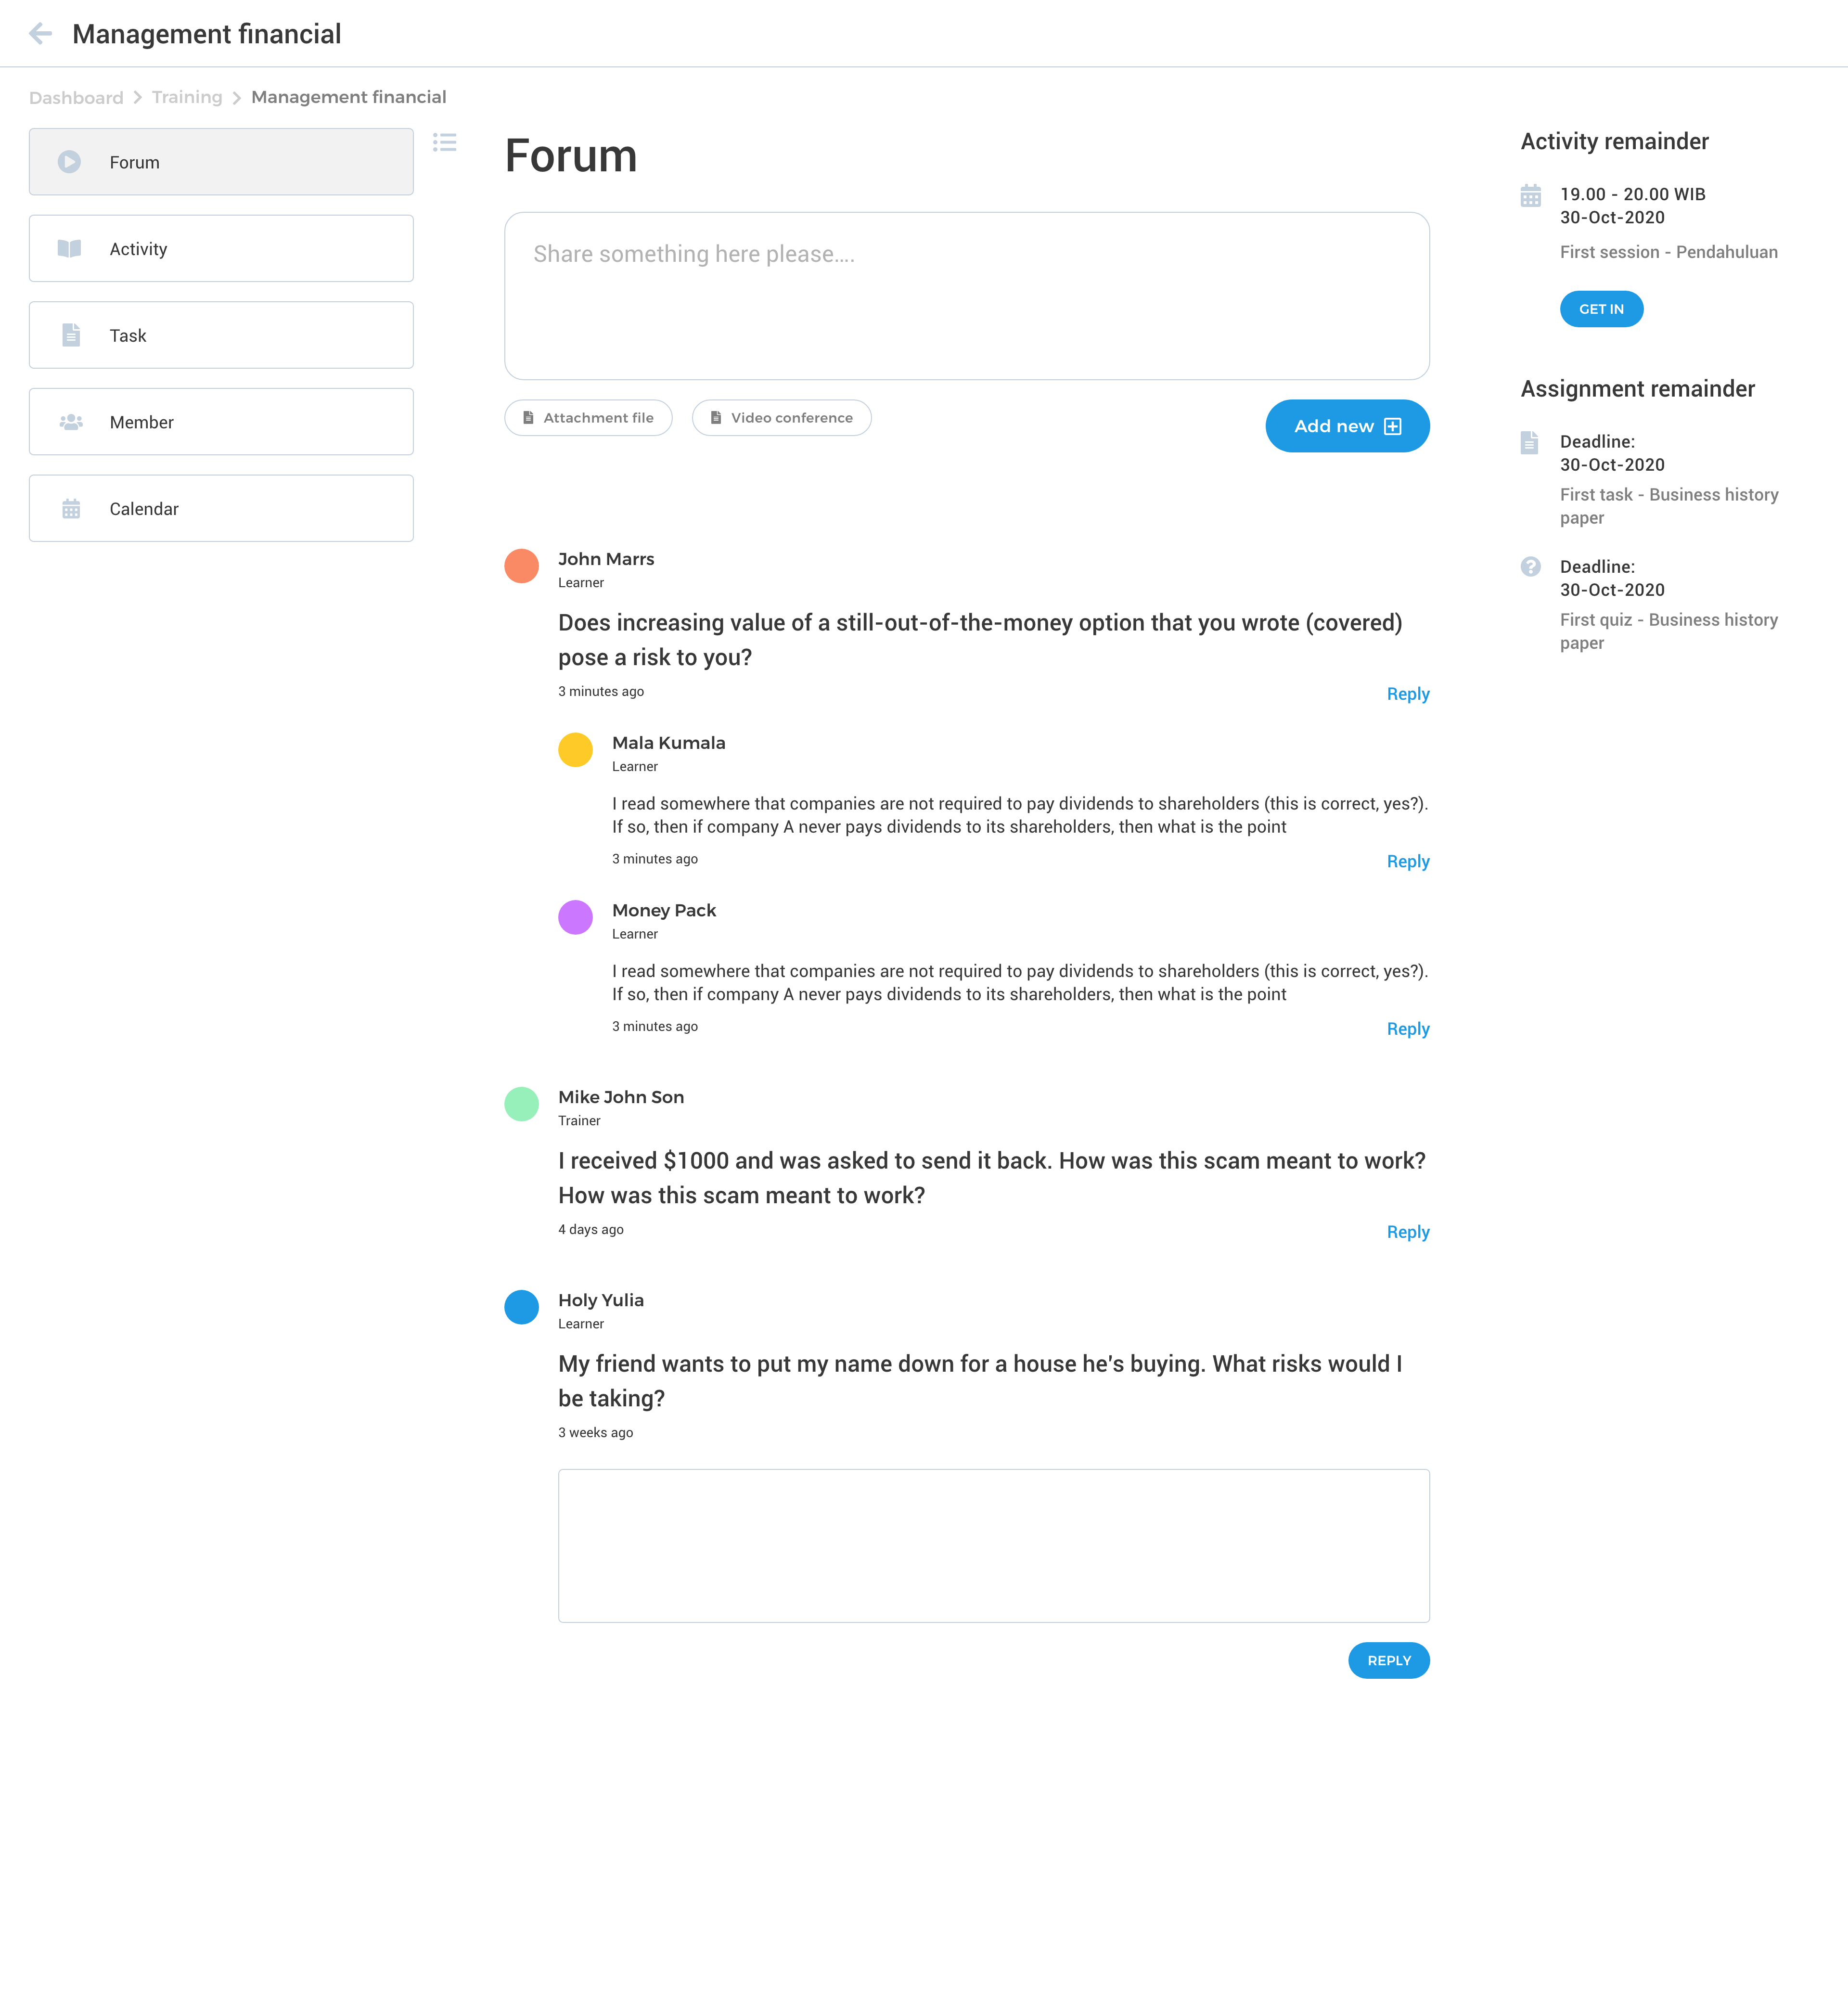 Management financial
Dashboard
Training
Management financial
Forum
Activity
Task
Member
Calendar
Forum
Share something here please....
Attachment file
Video conference
Add new
John Marrs
Learner
Does increasing value of a still-out-of-the-money option that you wrote (covered)
pose a risk to you?
3 minutes ago
Reply
Mala Kumala
Learner
I read somewhere that companies are not required to pay dividends to shareholders (this is correct, yes?).
If so, then if company A never pays dividends to its shareholders, then what is the point
3 minutes ago
Reply
Money Pack
Learner
I read somewhere that companies are not required to pay dividends to shareholders (this is correct, yes?).
If so, then if company A never pays dividends to its shareholders, then what is the point
3 minutes ago
Reply
Mike John Son
Trainer
I received $1000 and was asked to send it back. How was this scam meant to work?
How was this scam meant to work?
4 days ago
Reply
Holy Yulia
Learner
My friend wants to put my name down for a house he's buying. What risks would I
be taking?
3 weeks ago
REPLY
Activity remainder
19.00 - 20.00 WIB
30-Oct-2020
First session - Pendahuluan
GET IN
Assignment remainder
Deadline:
30-Oct-2020
First task - Business history
paper
Deadline:
30-Oct-2020
First quiz - Business history
paper